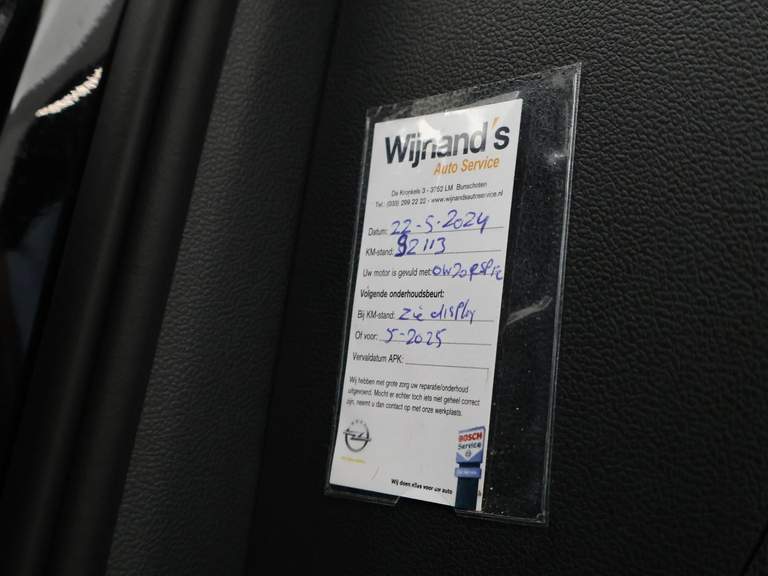 Wijnand's
Auto Service
De Kronkels 3 - 3752 LM Bunschoten
Tel.: (033) 299 22 22 - www.wijnandsautoservice.nl
Datum: 22-5-2024
KM-stand: 92113
Uw motor is gevuld met: 0W20
Volgende onderhoudsbeurt:
Bij KM-stand: Zie display
Of voor: 5-2025
Vervaldatum APK:
Wij hebben met grote zorg uw reparatie/onderhoud
uitgevoerd. Mocht er echter toch iets niet geheel correct
zijn, neemt u dan contact op met onze werkplaats.
BOSCH
Service
Wij doen alles voor uw auto